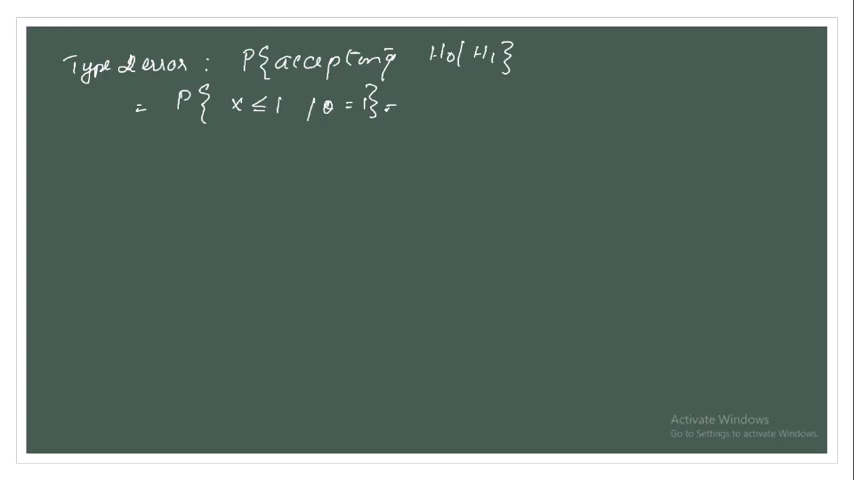 Type 2 error : P{accepting H0/H1}
= P{ x ≤ 1 / θ = 1} =
Activate Windows
Go to Settings to activate Windows.